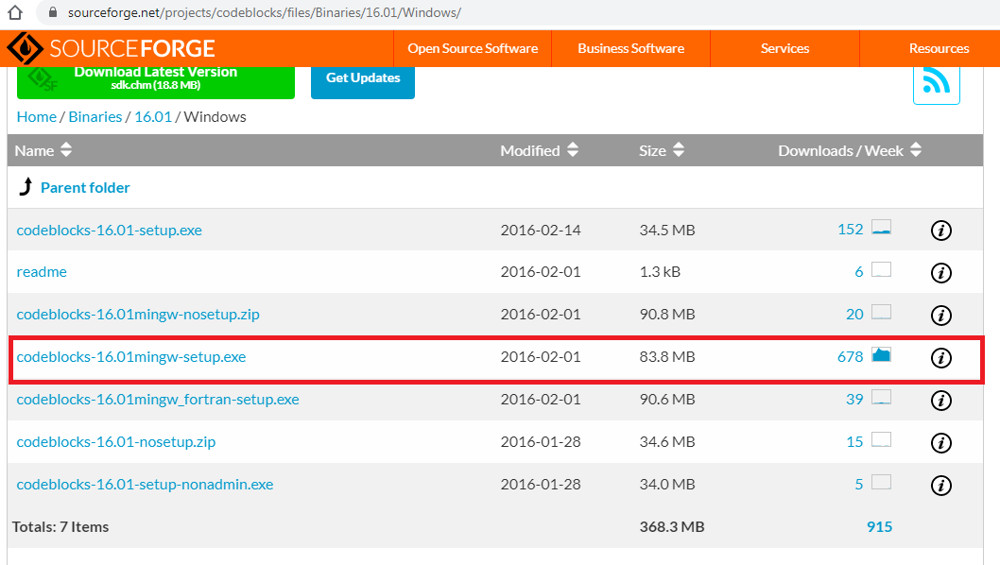 sourceforge.net/projects/codeblocks/files/Binaries/16.01/Windows/
SOURCEFORGE Open Source Software Business Software Services Resources
Download Latest Version
sdk.chm (18.8 MB)
Get Updates
SF
Home / Binaries / 16.01 / Windows
Name Modified Size Downloads / Week
Parent folder
codeblocks-16.01-setup.exe 2016-02-14 34.5 MB 152 i
readme 2016-02-01 1.3 kB 6 i
codeblocks-16.01mingw-nosetup.zip 2016-02-01 90.8 MB 20 i
codeblocks-16.01mingw-setup.exe 2016-02-01 83.8 MB 678 i
codeblocks-16.01mingw_fortran-setup.exe 2016-02-01 90.6 MB 39 i
codeblocks-16.01-nosetup.zip 2016-01-28 34.6 MB 15 i
codeblocks-16.01-setup-nonadmin.exe 2016-01-28 34.0 MB 5 i
Totals: 7 Items 368.3 MB 915